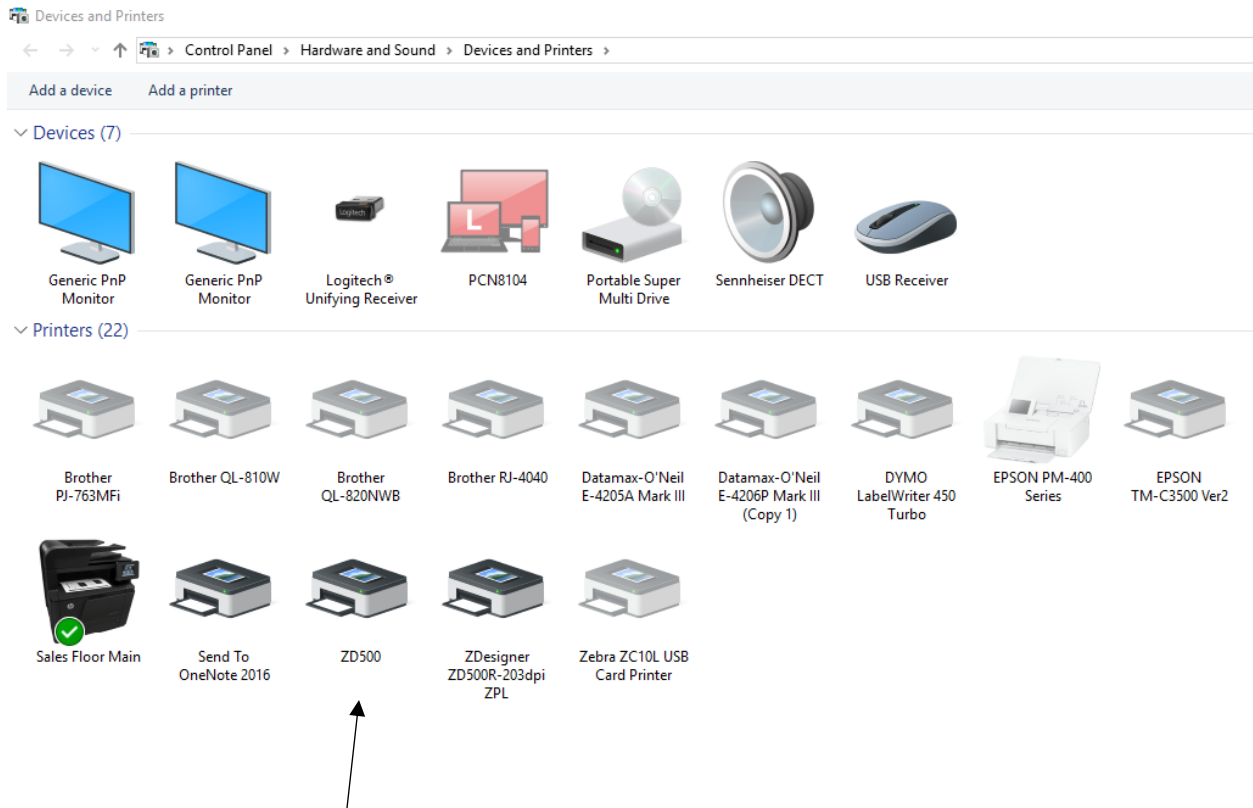 Devices and Printers
Control Panel > Hardware and Sound > Devices and Printers >
Add a device Add a printer
Devices (7)
Logitech
L
Generic PnP Monitor
Generic PnP Monitor
Logitech® Unifying Receiver
PCN8104
Portable Super Multi Drive
Sennheiser DECT
USB Receiver
Printers (22)
Brother PJ-763MFi
Brother QL-810W
Brother QL-820NWB
Brother RJ-4040
Datamax-O'Neil E-4205A Mark III
Datamax-O'Neil E-4206P Mark III (Copy 1)
DYMO LabelWriter 450 Turbo
EPSON PM-400 Series
EPSON TM-C3500 Ver2
Sales Floor Main
Send To OneNote 2016
ZD500
ZDesigner ZD500R-203dpi ZPL
Zebra ZC10L USB Card Printer